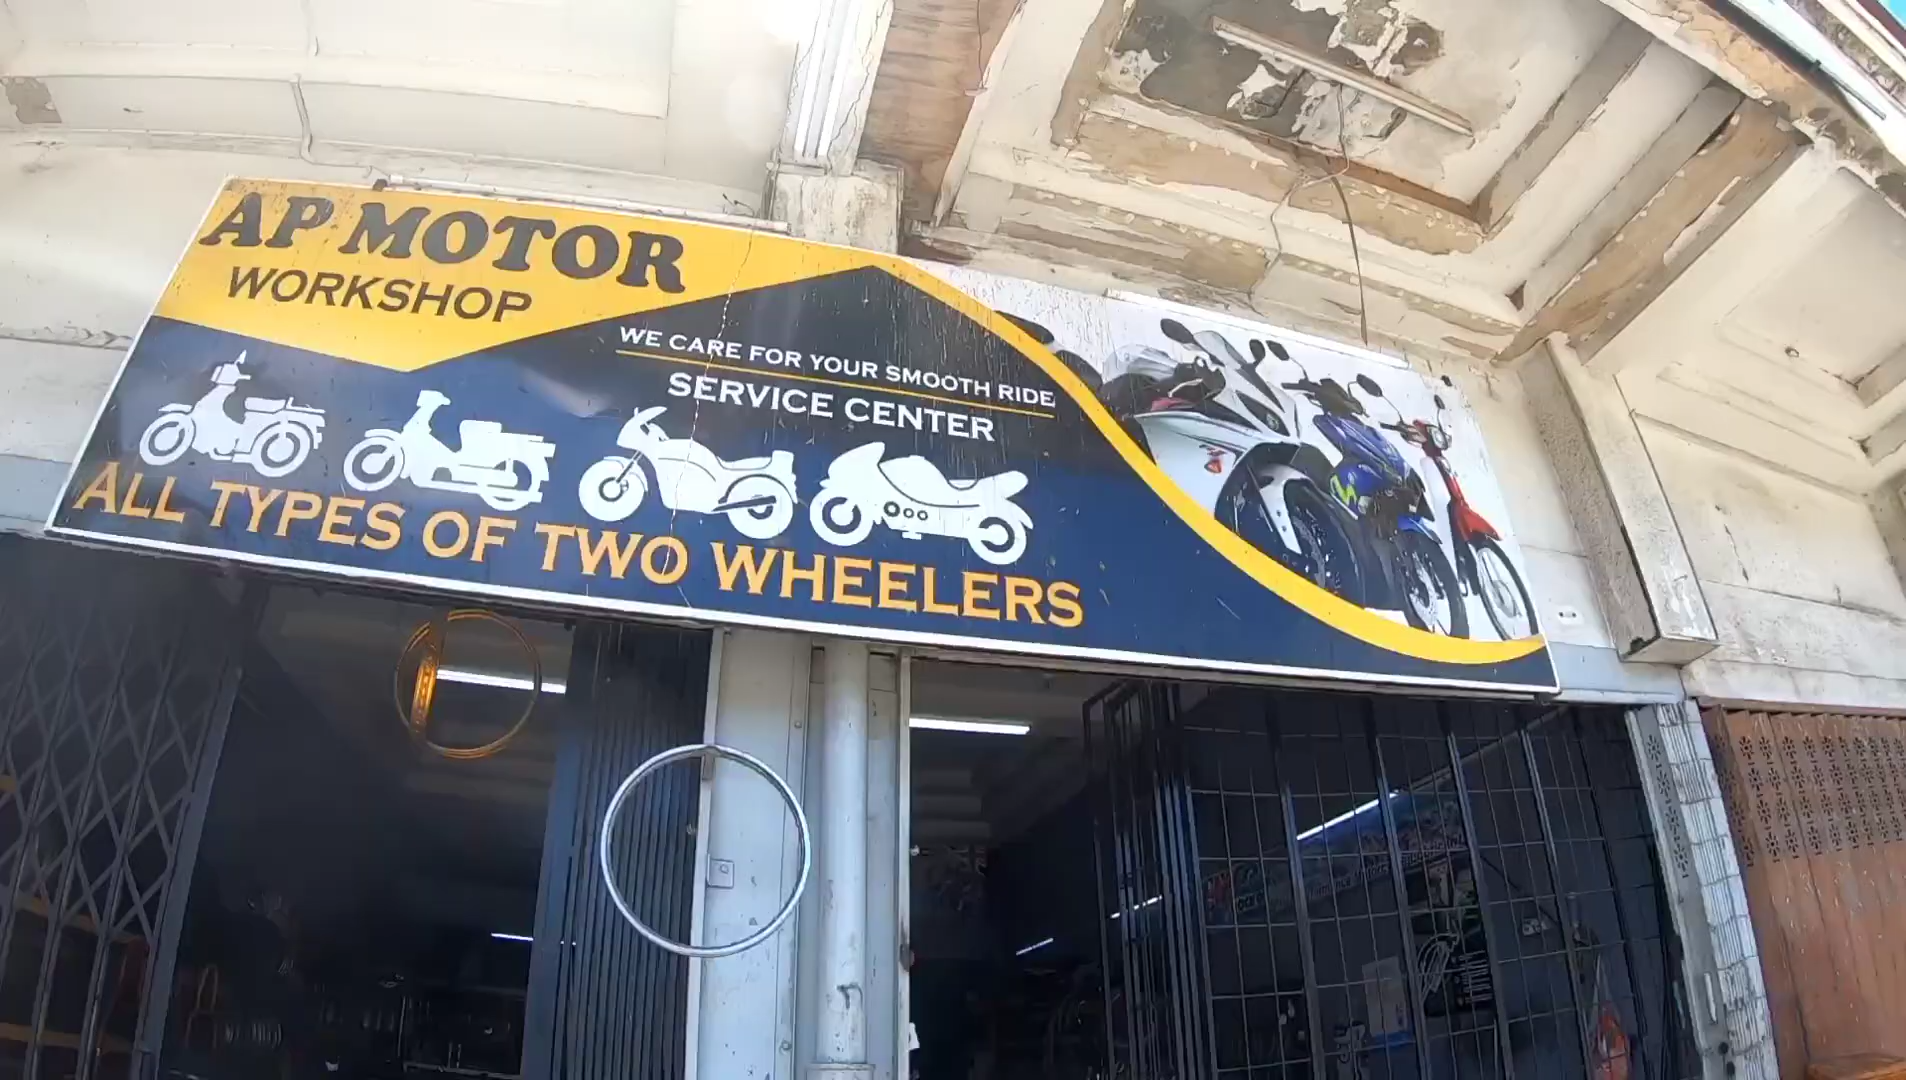 AP MOTOR
WORKSHOP
WE CARE FOR YOUR SMOOTH RIDE
SERVICE CENTER
ALL TYPES OF TWO WHEELERS